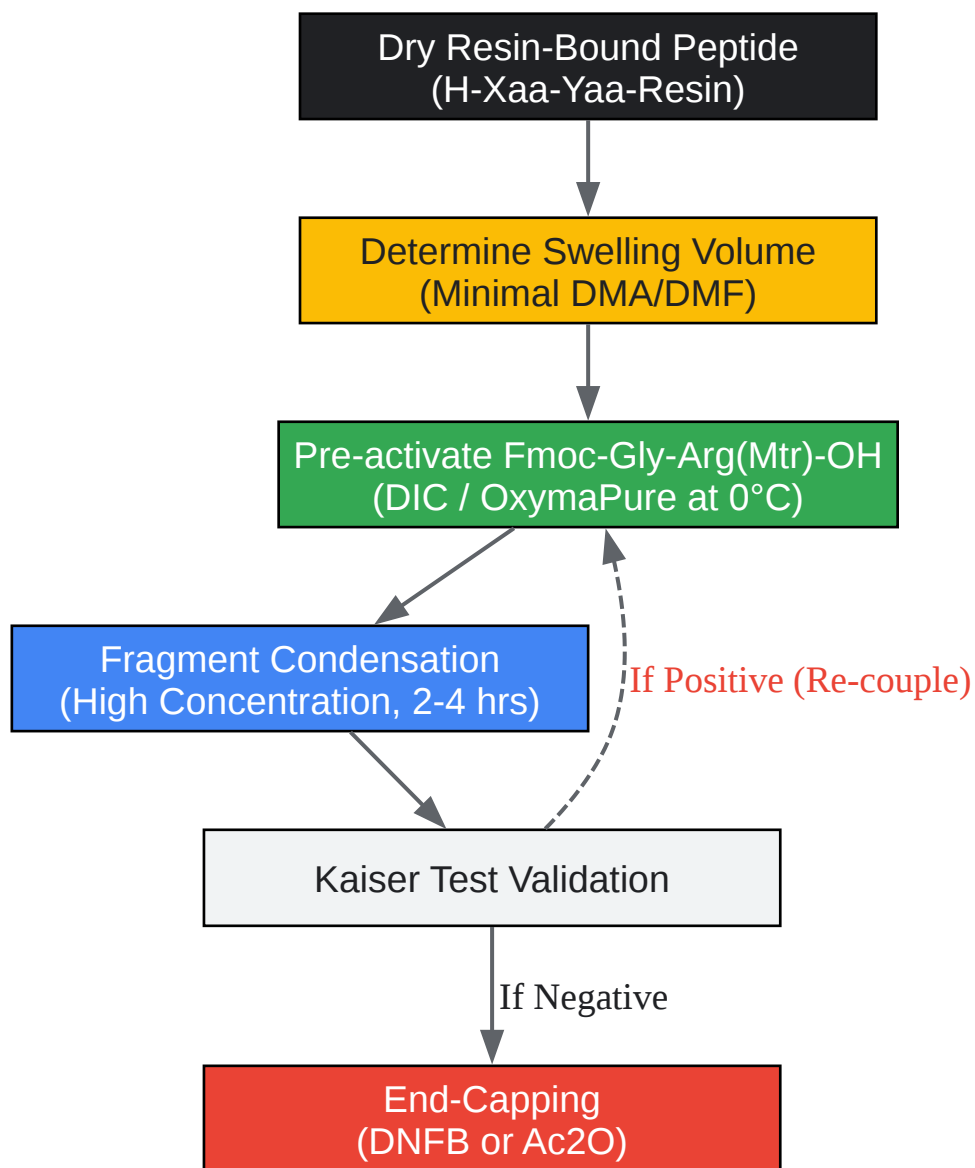 Dry Resin-Bound Peptide
(H-Xaa-Yaa-Resin)
Determine Swelling Volume
(Minimal DMA/DMF)
Pre-activate Fmoc-Gly-Arg(Mtr)-OH
(DIC / OxymaPure at 0°C)
Fragment Condensation
(High Concentration, 2-4 hrs)
If Positive (Re-couple)
Kaiser Test Validation
If Negative
End-Capping
(DNFB or Ac2O)